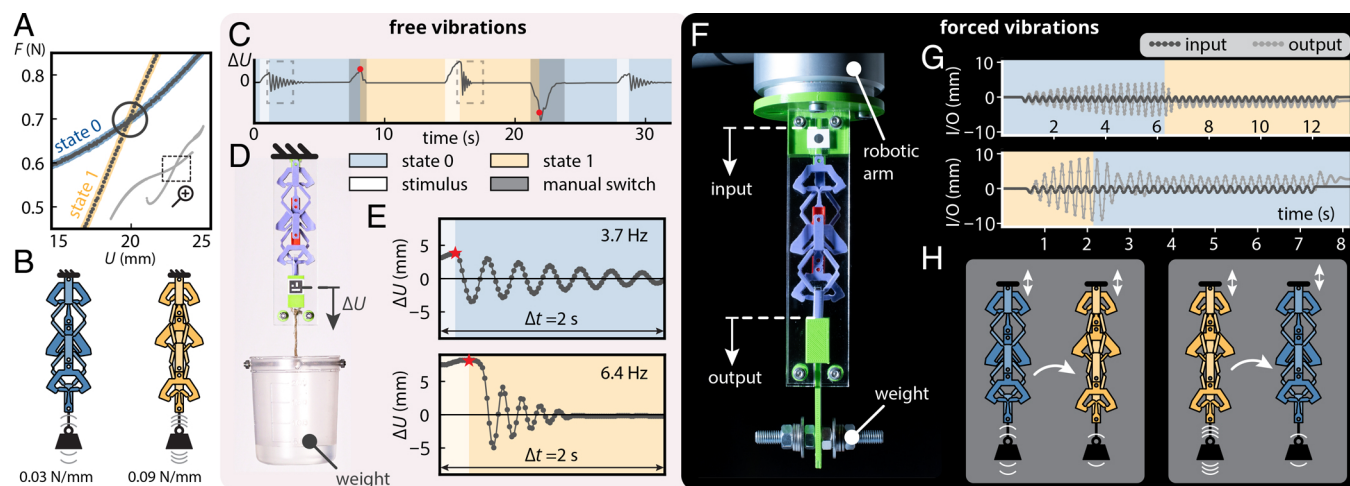 A
F (N)
0.8
0.7
0.6
0.5
state 0
state 1
15
20
25
U (mm)
B
0.03 N/mm
0.09 N/mm
free vibrations
C
ΔU
0
0
10
20
30
time (s)
D
state 0
state 1
stimulus
manual switch
ΔU
weight
E
ΔU (mm)
5
0
−5
3.7 Hz
Δt =2 s
ΔU (mm)
5
0
−5
6.4 Hz
Δt =2 s
forced vibrations
F
input
robotic
arm
output
weight
G
input
output
I/O (mm)
10
0
−10
2
4
6
8
10
12
I/O (mm)
10
0
−10
time (s)
1
2
3
4
5
6
7
8
H